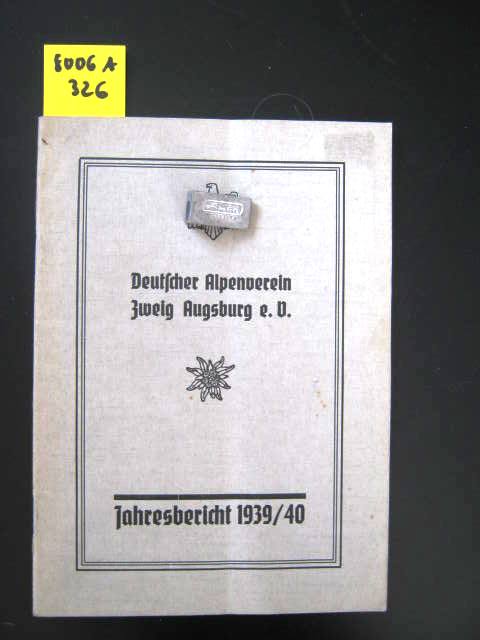 8006 A
326
Deutscher Alpenverein
Zweig Augsburg e. V.
Jahresbericht 1939/40